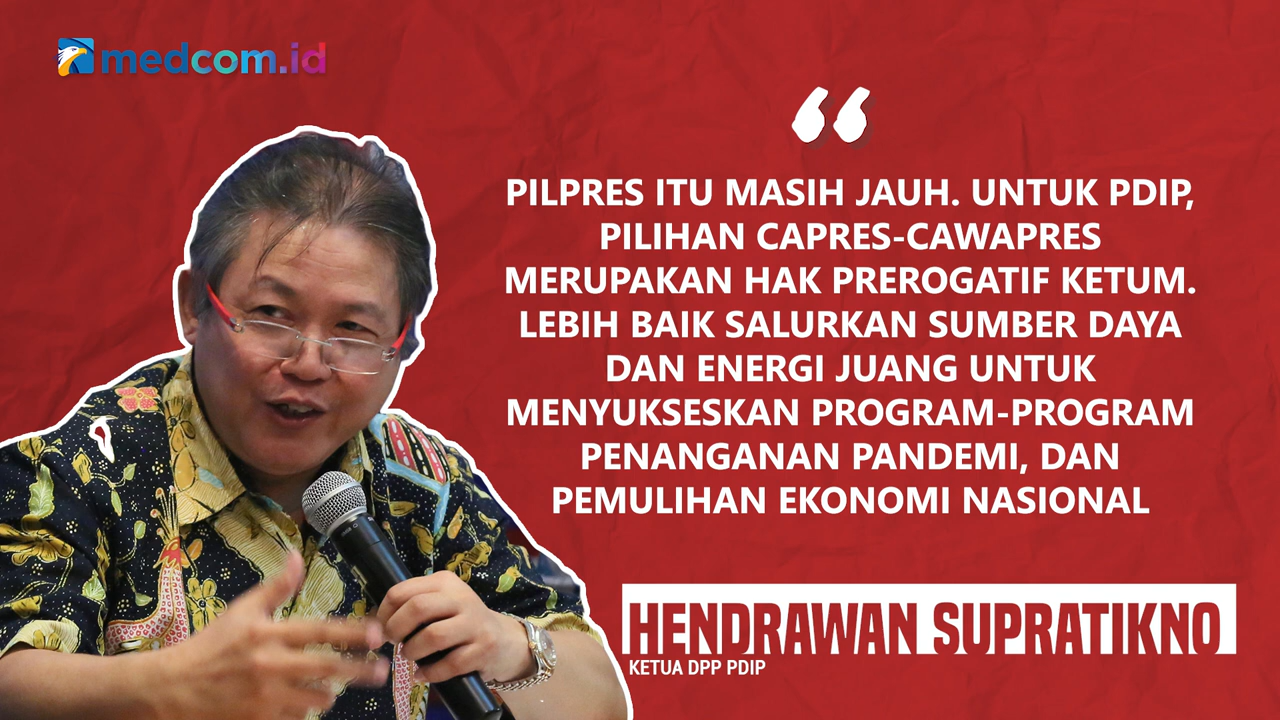 medcom.id
“
PILPRES ITU MASIH JAUH. UNTUK PDIP,
PILIHAN CAPRES-CAWAPRES
MERUPAKAN HAK PREROGATIF KETUM.
LEBIH BAIK SALURKAN SUMBER DAYA
DAN ENERGI JUANG UNTUK
MENYUKSESKAN PROGRAM-PROGRAM
PENANGANAN PANDEMI, DAN
PEMULIHAN EKONOMI NASIONAL
HENDRAWAN SUPRATIKNO
KETUA DPP PDIP